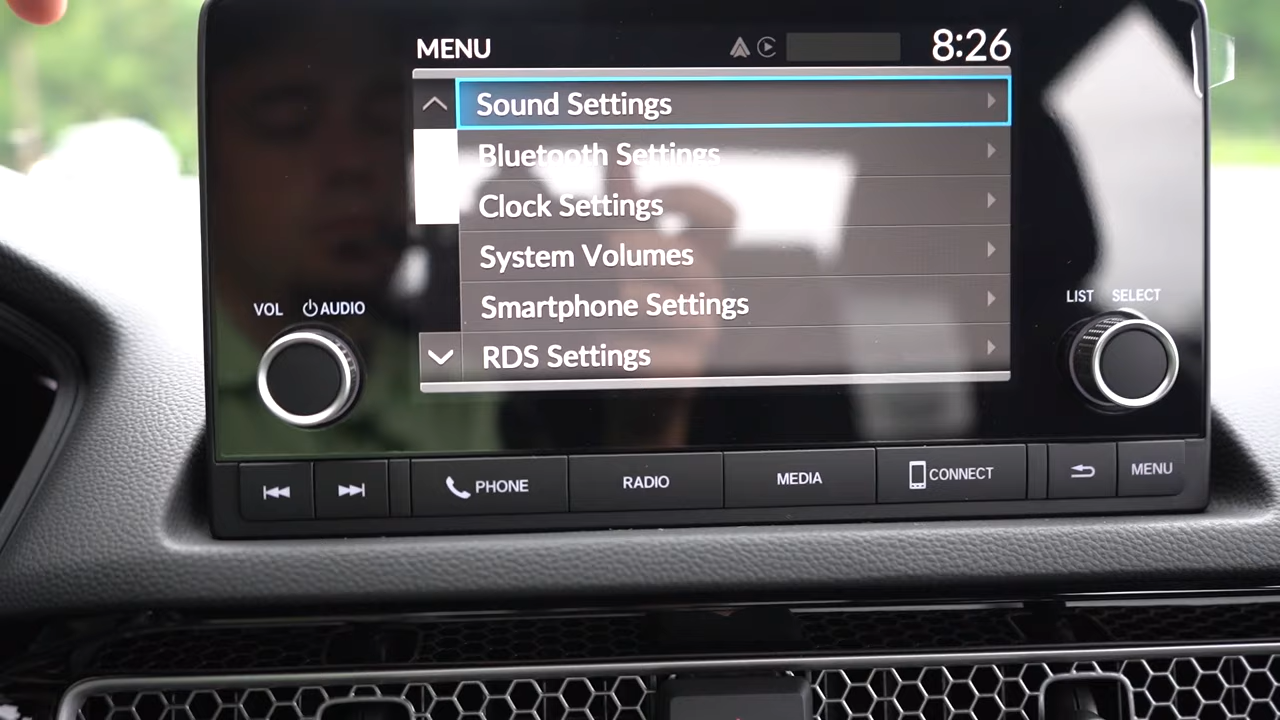 MENU 8:26
Sound Settings
Bluetooth Settings
Clock Settings
System Volumes
Smartphone Settings
RDS Settings
VOL AUDIO
LIST SELECT
PHONE RADIO MEDIA CONNECT MENU